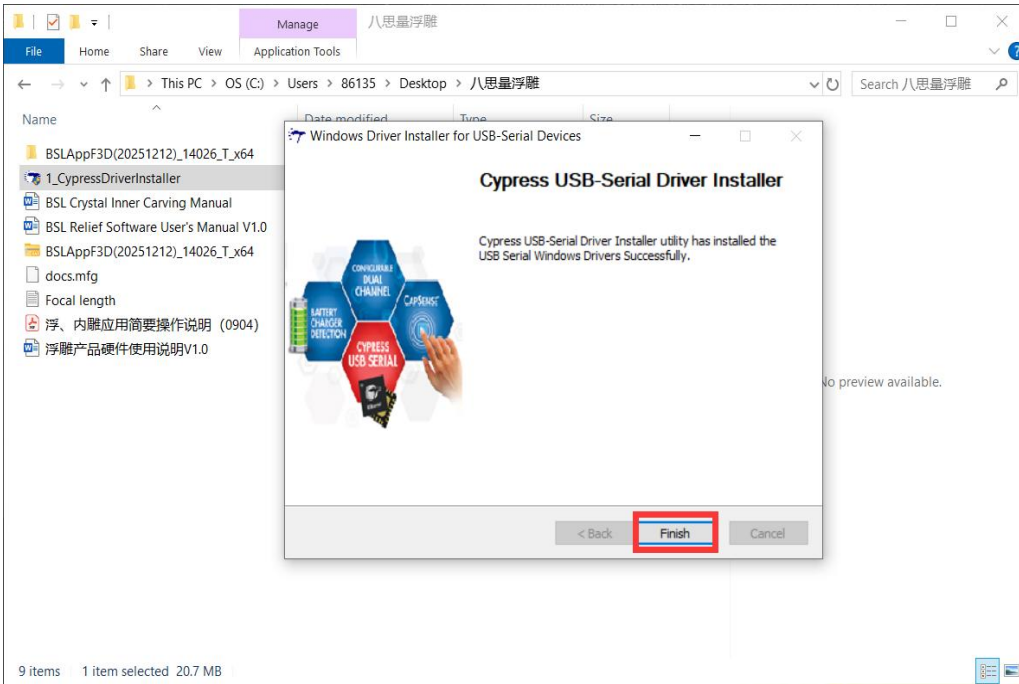 Manage
八思量浮雕
File
Home
Share
View
Application Tools
This PC > OS (C:) > Users > 86135 > Desktop > 八思量浮雕
Search 八思量浮雕
Name
Date modified
Type
Size
BSLAppF3D(20251212)_14026_T_x64
1_CypressDriverInstaller
BSL Crystal Inner Carving Manual
BSL Relief Software User's Manual V1.0
BSLAppF3D(20251212)_14026_T_x64
docs.mfg
Focal length
浮、内雕应用简要操作说明（0904）
浮雕产品硬件使用说明V1.0
Windows Driver Installer for USB-Serial Devices
Cypress USB-Serial Driver Installer
Cypress USB-Serial Driver Installer utility has installed the
USB Serial Windows Drivers Successfully.
CONFIGURABLE
DUAL
CHANNEL
CAPSENSE
BATTERY
CHARGER
DETECTION
CYPRESS
USB SERIAL
No preview available.
< Back
Finish
Cancel
9 items
1 item selected 20.7 MB